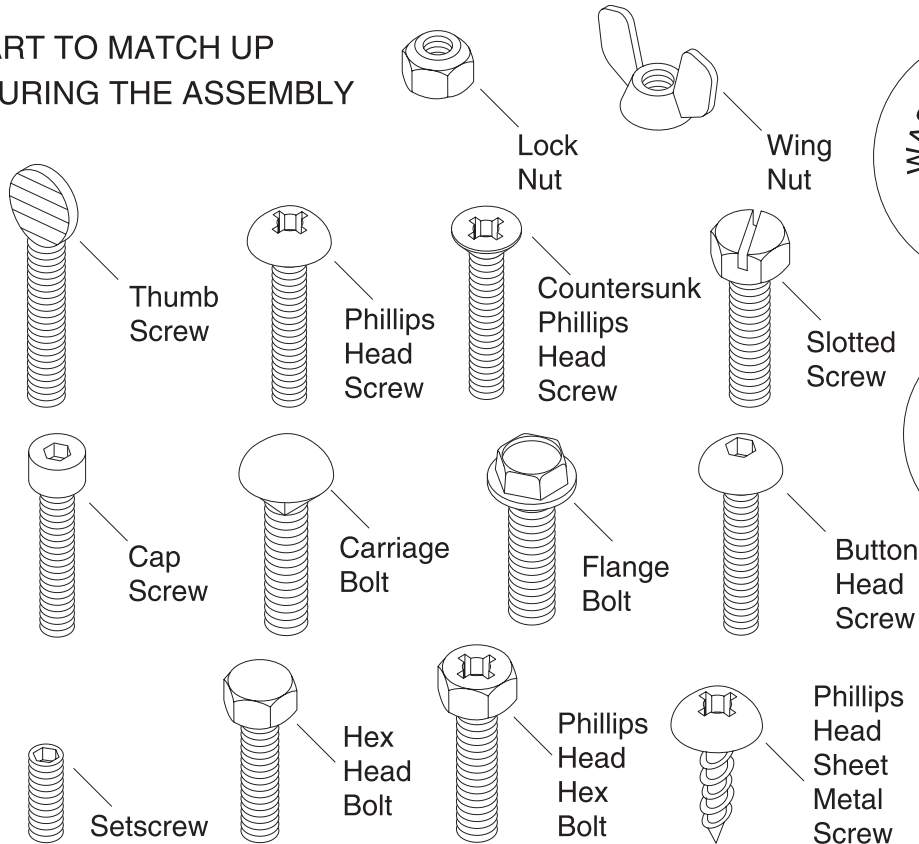 ART TO MATCH UP
URING THE ASSEMBLY
Lock
Nut
Wing
Nut
Thumb
Screw
Phillips
Head
Screw
Countersunk
Phillips
Head
Screw
Slotted
Screw
Cap
Screw
Carriage
Bolt
Flange
Bolt
Button
Head
Screw
Setscrew
Hex
Head
Bolt
Phillips
Head
Hex
Bolt
Phillips
Head
Sheet
Metal
Screw